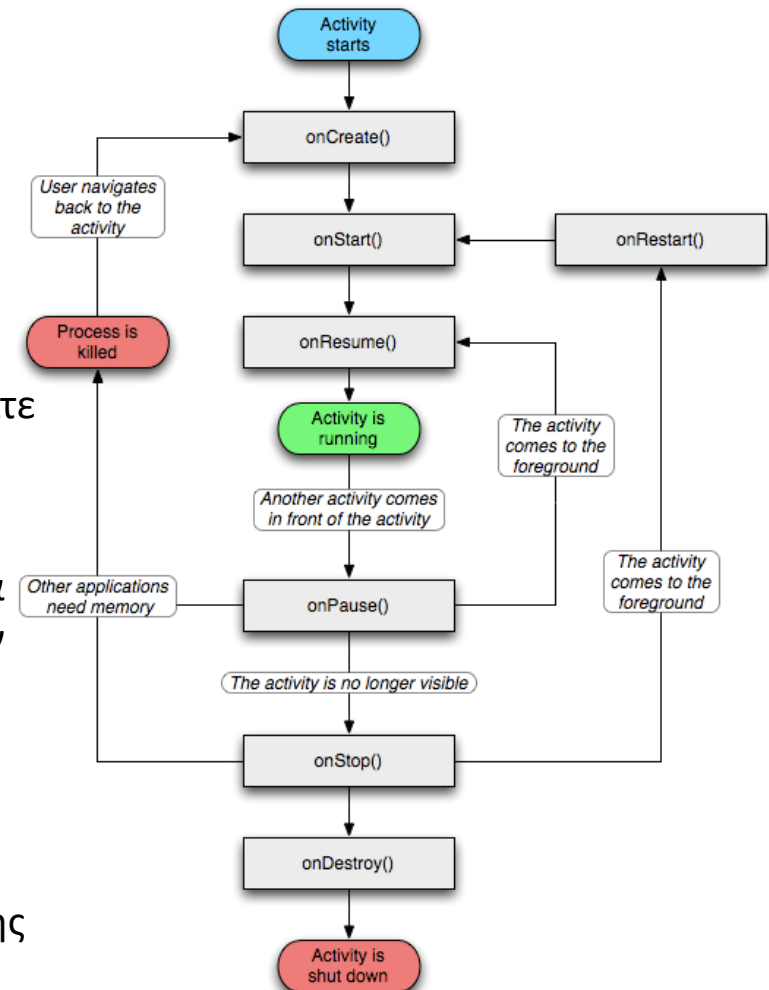 Activity
starts
onCreate()
User navigates
back to the
activity
onStart()
onRestart()
Process is
killed
onResume()
Activity is
running
The activity
comes to the
foreground
Another activity comes
in front of the activity
Other applications
need memory
onPause()
The activity
comes to the
foreground
The activity is no longer visible
onStop()
onDestroy()
Activity is
shut down